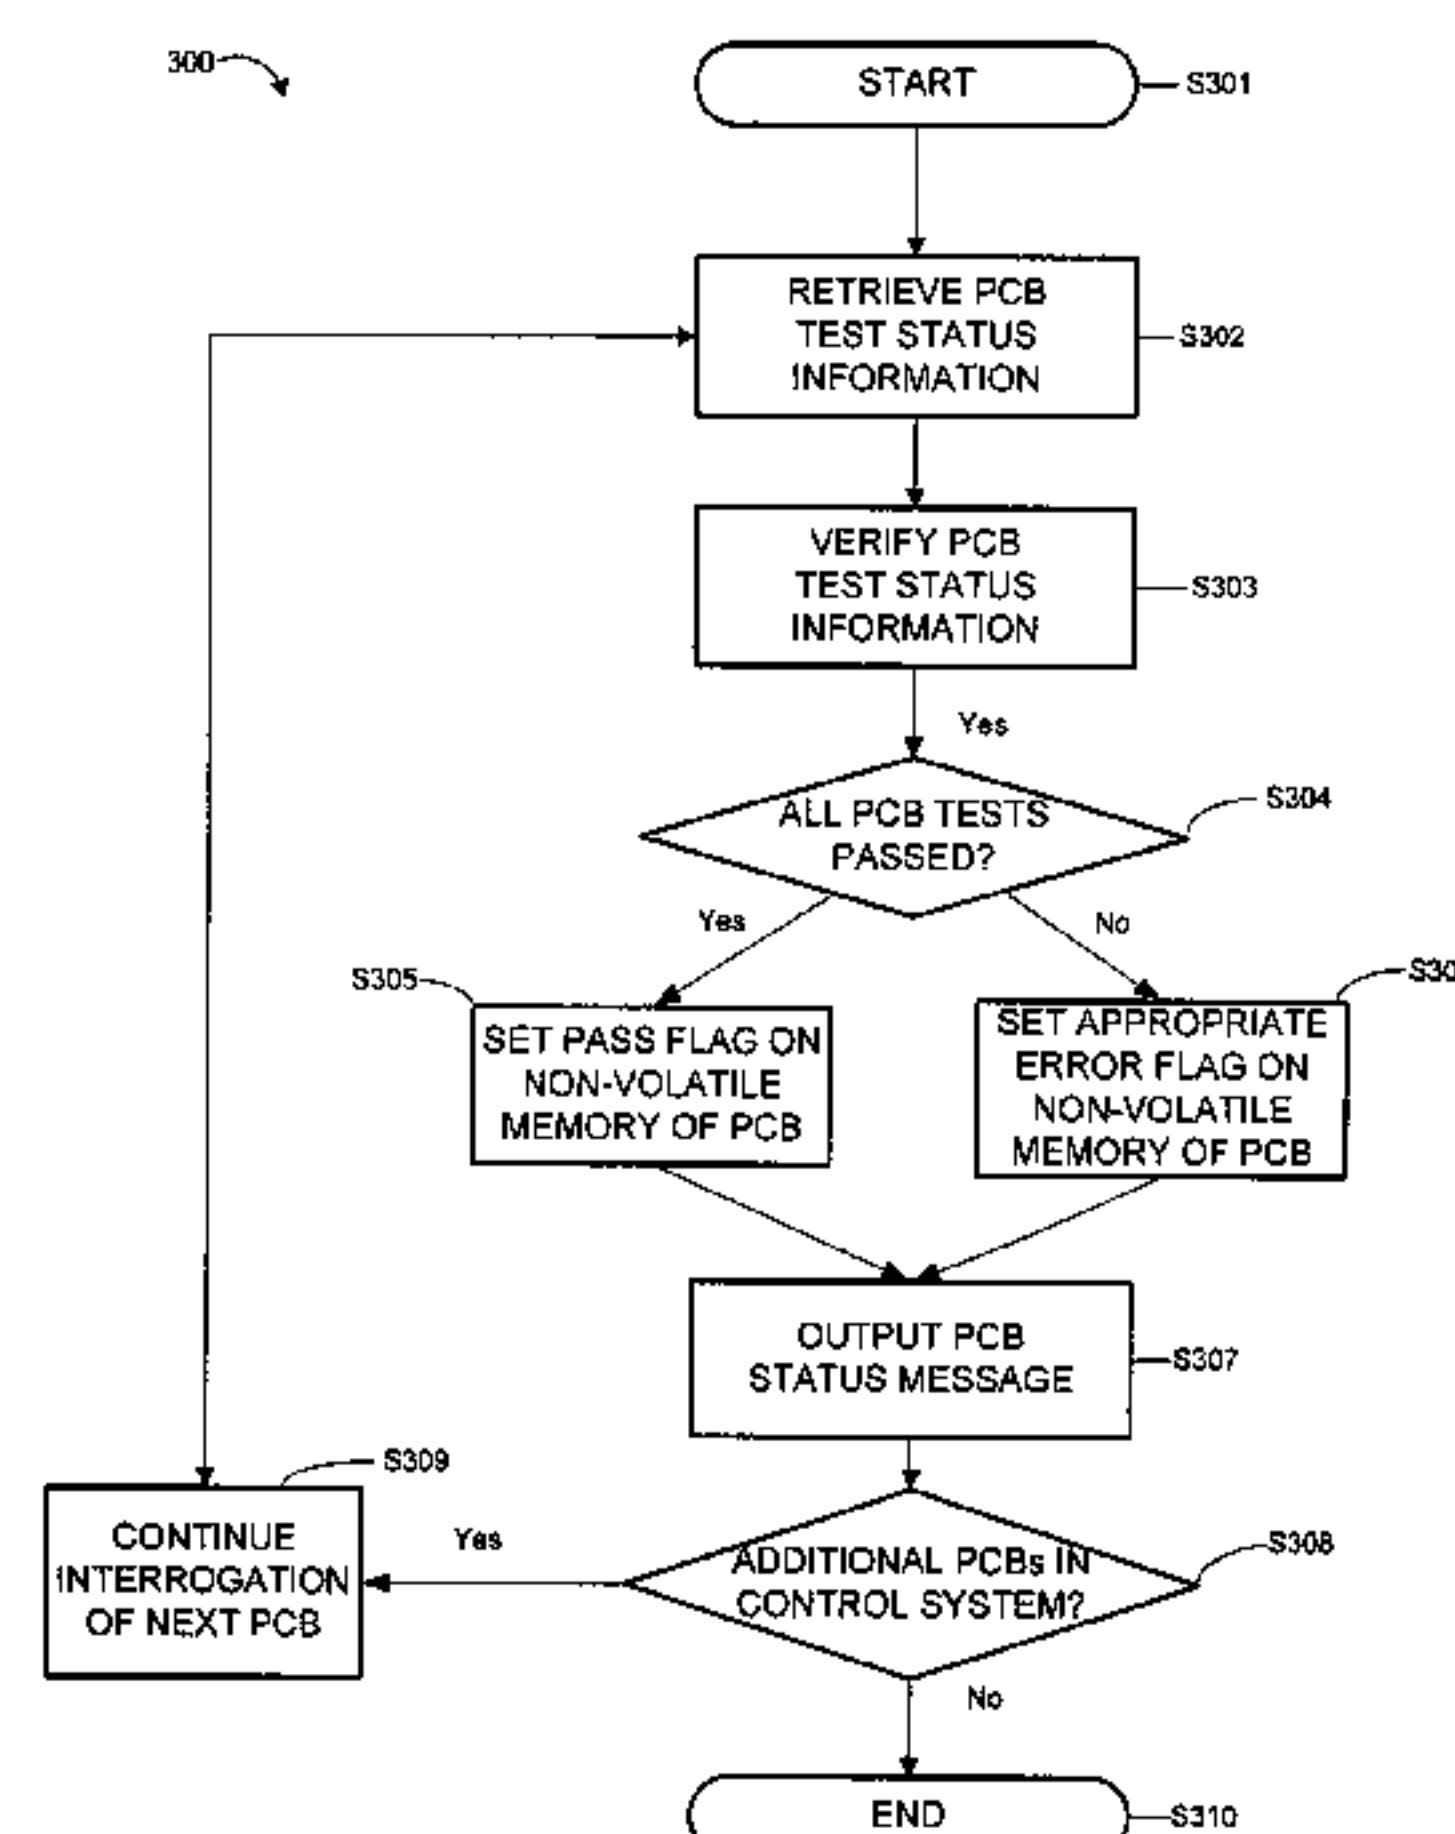 300
START
S301
RETRIEVE PCB
TEST STATUS
INFORMATION
S302
VERIFY PCB
TEST STATUS
INFORMATION
S303
Yes
ALL PCB TESTS
PASSED?
S304
Yes
No
S305
SET PASS FLAG ON
NON-VOLATILE
MEMORY OF PCB
SET APPROPRIATE
ERROR FLAG ON
NON-VOLATILE
MEMORY OF PCB
OUTPUT PCB
STATUS MESSAGE
S307
S309
CONTINUE
INTERROGATION
OF NEXT PCB
Yes
ADDITIONAL PCBs IN
CONTROL SYSTEM?
S308
No
END
S310